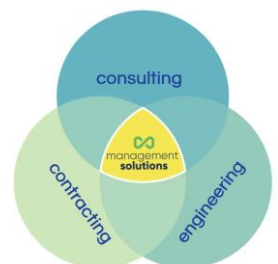 consulting
management
solutions
contracting
engineering